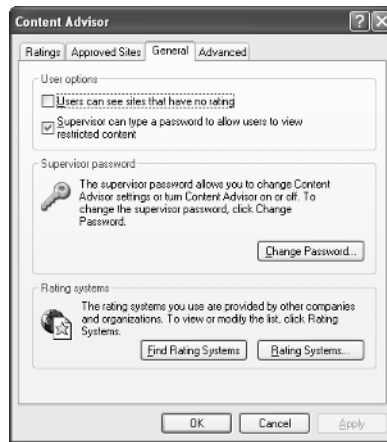 Content Advisor
Ratings Approved Sites General Advanced
User options
Users can see sites that have no rating
Supervisor can type a password to allow users to view
restricted content
Supervisor password
The supervisor password allows you to change Content
Advisor settings or turn Content Advisor on or off. To
change the supervisor password, click Change
Password.
Change Password...
Rating systems
The rating systems you use are provided by other companies
and organizations. To view or modify the list, click Rating
Systems.
Find Rating Systems Rating Systems...
OK Cancel Apply